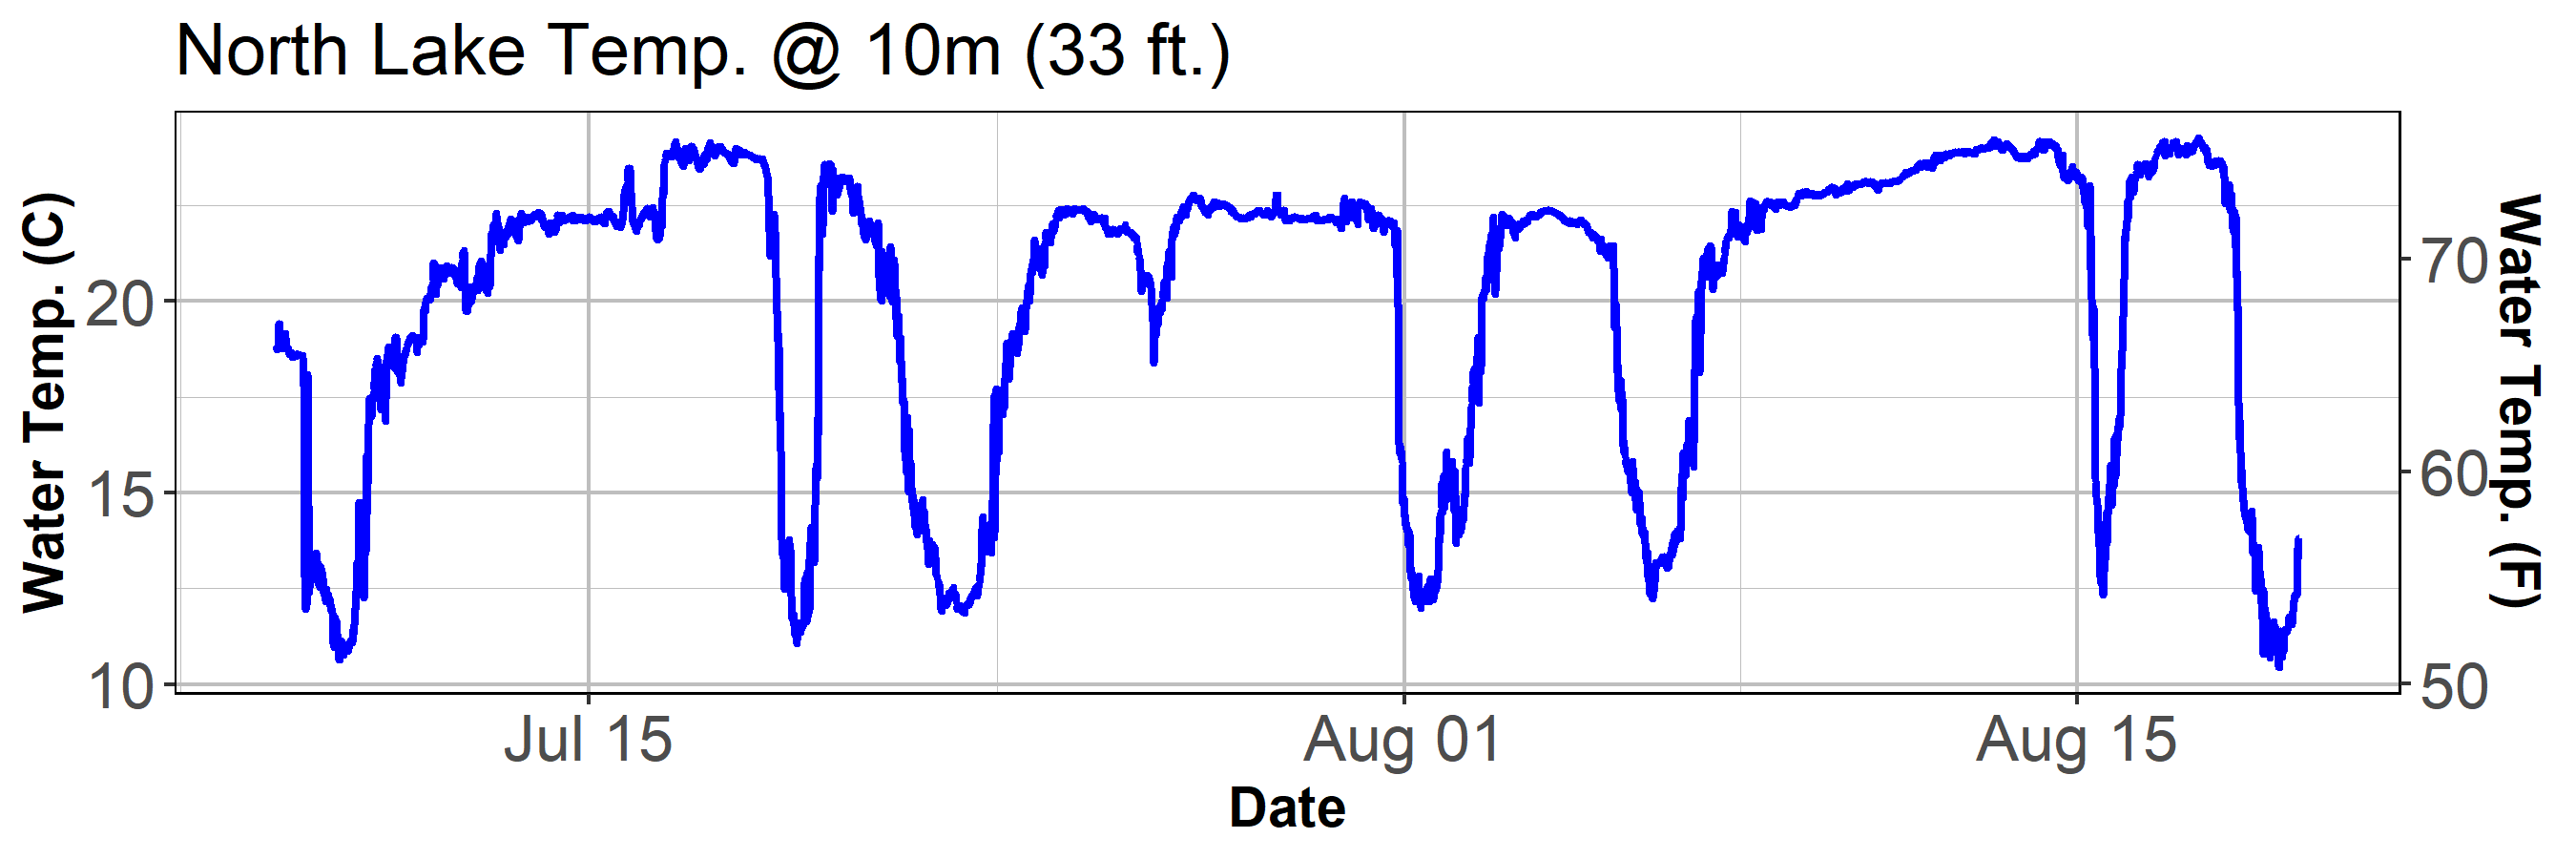 North Lake Temp. @ 10m (33 ft.)
Water Temp. (C)
20
15
10
70
60
50
Water Temp. (F)
Jul 15
Aug 01
Aug 15
Date